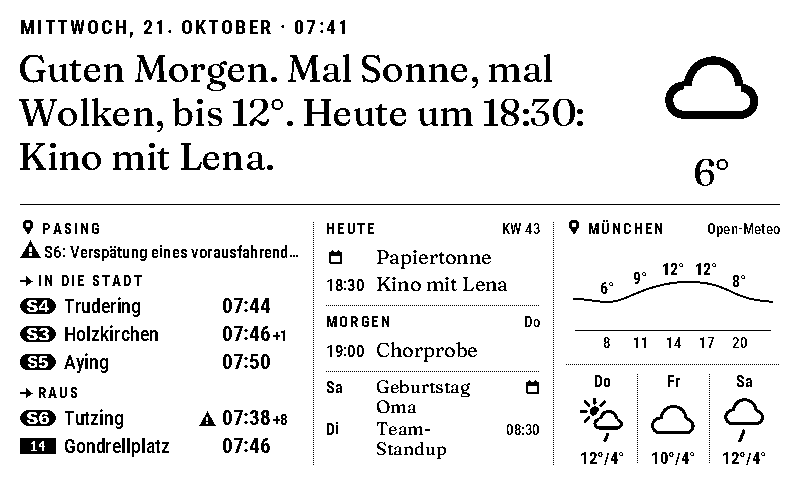 MITTWOCH, 21. OKTOBER · 07:41
Guten Morgen. Mal Sonne, mal
Wolken, bis 12°. Heute um 18:30:
Kino mit Lena.
6°
PASING
S6: Verspätung eines vorausfahrend…
IN DIE STADT
S4 Trudering 07:44
S3 Holzkirchen 07:46 +1
S5 Aying 07:50
RAUS
S6 Tutzing 07:38 +8
14 Gondrellplatz 07:46
HEUTE KW 43
Papiertonne
18:30 Kino mit Lena
MORGEN Do
19:00 Chorprobe
Sa Geburtstag
Oma
Di Team- 08:30
Standup
MÜNCHEN Open-Meteo
6° 9° 12° 12° 8°
8 11 14 17 20
Do Fr Sa
12°/4° 10°/4° 12°/4°